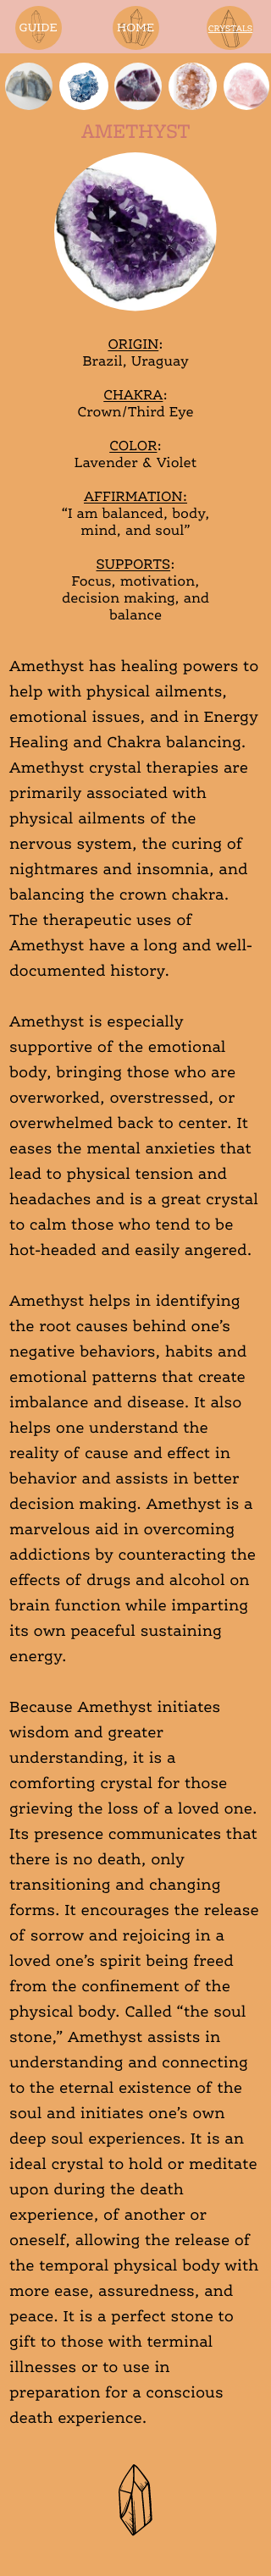 GUIDE
HOME
CRYSTALS
AMETHYST
ORIGIN:
Brazil, Uraguay
CHAKRA:
Crown/Third Eye
COLOR:
Lavender & Violet
AFFIRMATION:
“I am balanced, body,
mind, and soul”
SUPPORTS:
Focus, motivation,
decision making, and
balance
Amethyst has healing powers to
help with physical ailments,
emotional issues, and in Energy
Healing and Chakra balancing.
Amethyst crystal therapies are
primarily associated with
physical ailments of the
nervous system, the curing of
nightmares and insomnia, and
balancing the crown chakra.
The therapeutic uses of
Amethyst have a long and well-
documented history.
Amethyst is especially
supportive of the emotional
body, bringing those who are
overworked, overstressed, or
overwhelmed back to center. It
eases the mental anxieties that
lead to physical tension and
headaches and is a great crystal
to calm those who tend to be
hot-headed and easily angered.
Amethyst helps in identifying
the root causes behind one’s
negative behaviors, habits and
emotional patterns that create
imbalance and disease. It also
helps one understand the
reality of cause and effect in
behavior and assists in better
decision making. Amethyst is a
marvelous aid in overcoming
addictions by counteracting the
effects of drugs and alcohol on
brain function while imparting
its own peaceful sustaining
energy.
Because Amethyst initiates
wisdom and greater
understanding, it is a
comforting crystal for those
grieving the loss of a loved one.
Its presence communicates that
there is no death, only
transitioning and changing
forms. It encourages the release
of sorrow and rejoicing in a
loved one’s spirit being freed
from the confinement of the
physical body. Called “the soul
stone,” Amethyst assists in
understanding and connecting
to the eternal existence of the
soul and initiates one’s own
deep soul experiences. It is an
ideal crystal to hold or meditate
upon during the death
experience, of another or
oneself, allowing the release of
the temporal physical body with
more ease, assuredness, and
peace. It is a perfect stone to
gift to those with terminal
illnesses or to use in
preparation for a conscious
death experience.